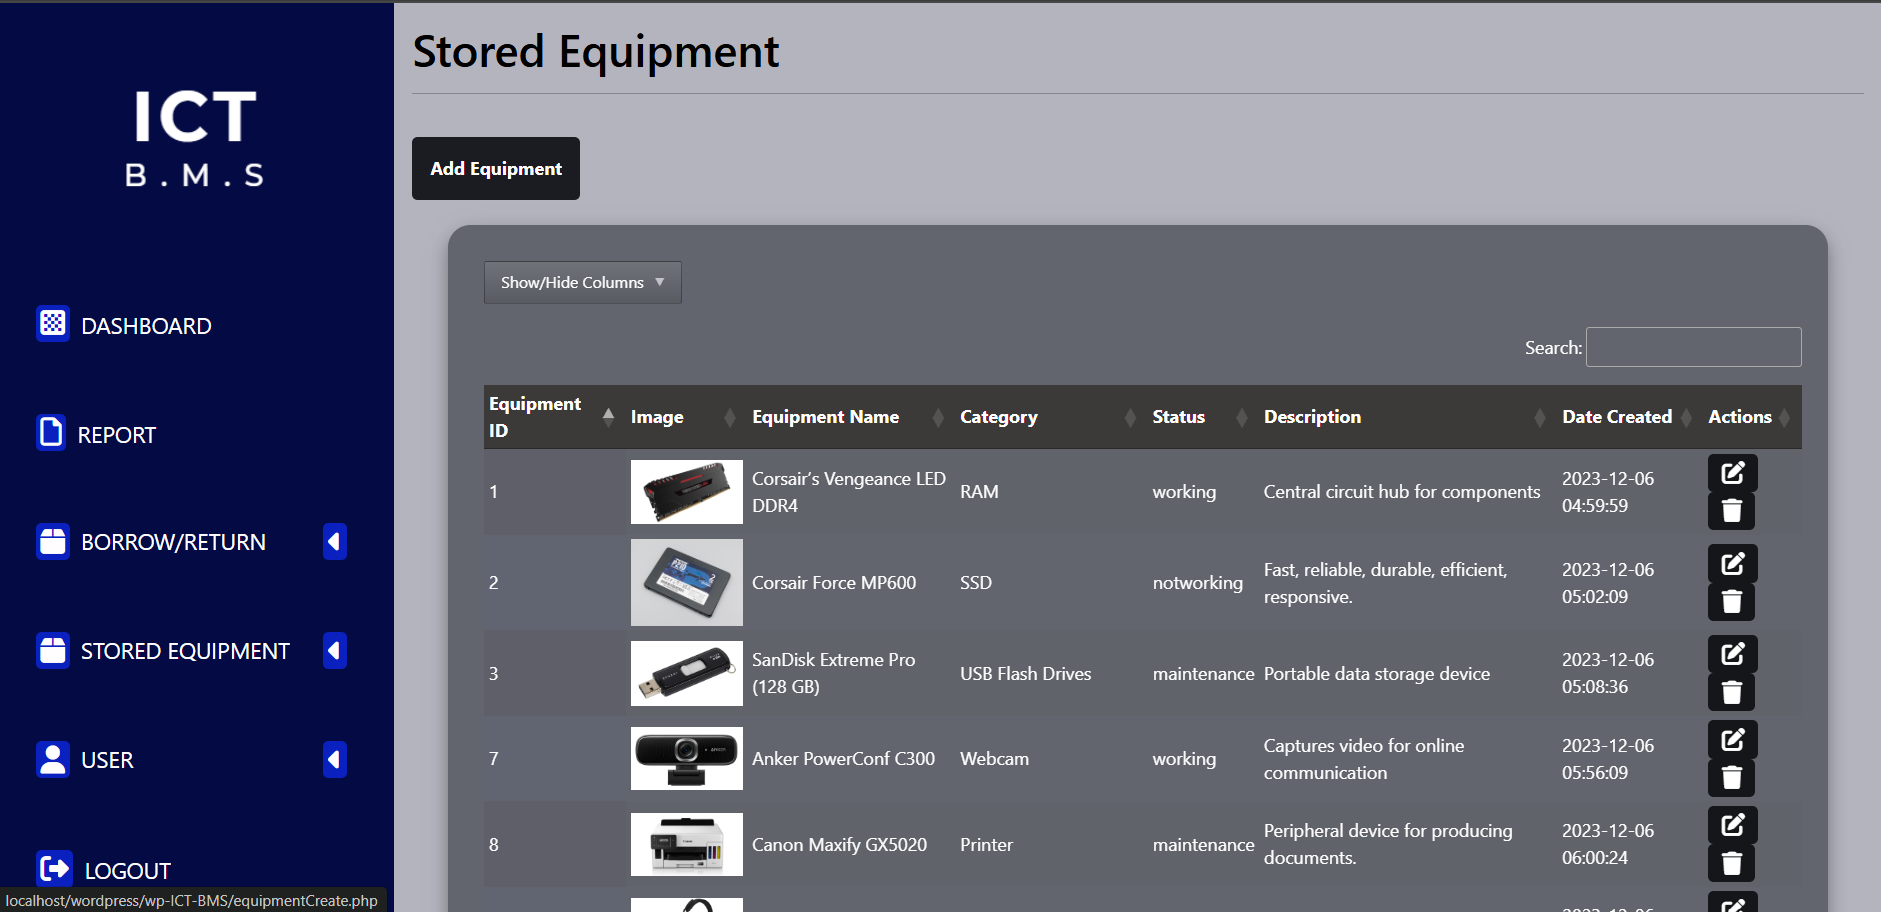 Stored Equipment
ICT
B.M.S
Add Equipment
Show/Hide Columns
DASHBOARD
REPORT
BORROW/RETURN
STORED EQUIPMENT
USER
LOGOUT
Search:
Equipment ID Image Equipment Name Category Status Description Date Created Actions
1 Corsair’s Vengeance LED DDR4 RAM working Central circuit hub for components 2023-12-06 04:59:59
2 Corsair Force MP600 SSD notworking Fast, reliable, durable, efficient, responsive. 2023-12-06 05:02:09
3 SanDisk Extreme Pro (128 GB) USB Flash Drives maintenance Portable data storage device 2023-12-06 05:08:36
7 Anker PowerConf C300 Webcam working Captures video for online communication 2023-12-06 05:56:09
8 Canon Maxify GX5020 Printer maintenance Peripheral device for producing documents. 2023-12-06 06:00:24
localhost/wordpress/wp-ICT-BMS/equipmentCreate.php